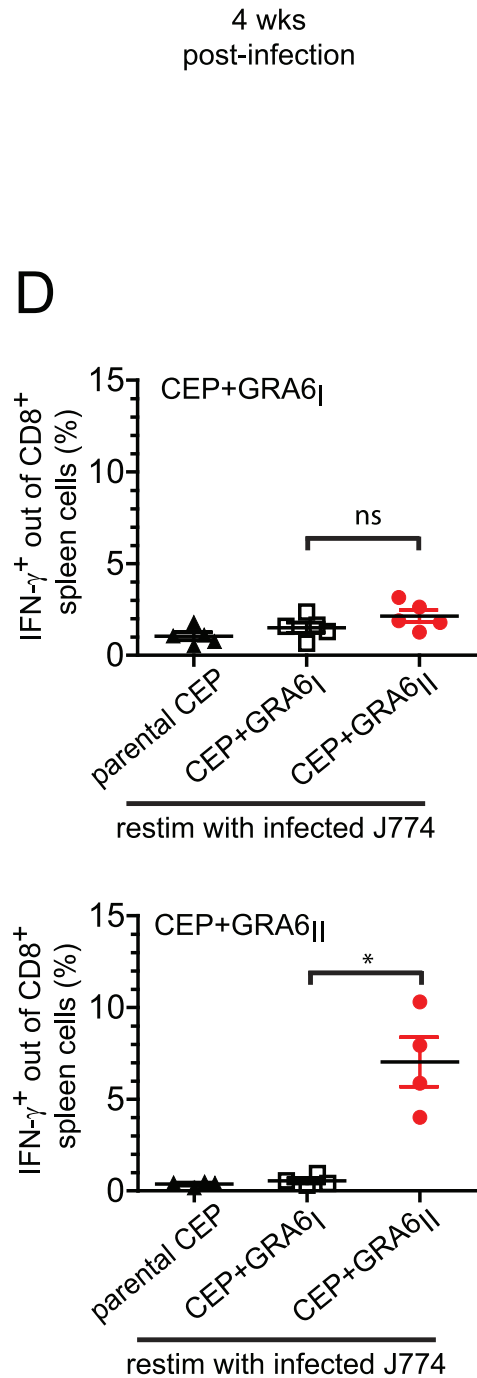 4 wks
post-infection
D
CEP+GRA6I
IFN-γ+ out of CD8+
spleen cells (%)
15
10
5
0
ns
parental CEP
CEP+GRA6I
CEP+GRA6II
restim with infected J774
CEP+GRA6II
IFN-γ+ out of CD8+
spleen cells (%)
15
10
5
0
*
parental CEP
CEP+GRA6I
CEP+GRA6II
restim with infected J774